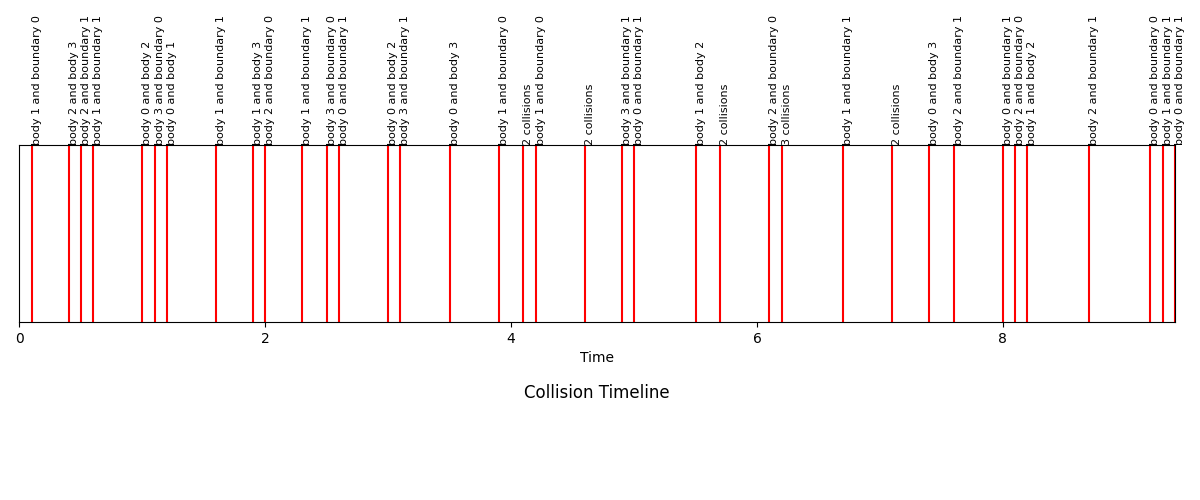 body 1 and boundary 0
body 2 and body 3
body 2 and boundary 1
body 1 and boundary 1
body 0 and body 2
body 3 and boundary 0
body 0 and body 1
body 1 and boundary 1
body 1 and body 3
body 2 and boundary 0
body 1 and boundary 1
body 3 and boundary 0
body 0 and boundary 1
body 0 and body 2
body 3 and boundary 1
body 0 and body 3
body 1 and boundary 0
2 collisions
body 1 and boundary 0
2 collisions
body 3 and boundary 1
body 0 and boundary 1
body 1 and body 2
2 collisions
body 2 and boundary 0
3 collisions
body 1 and boundary 1
2 collisions
body 0 and body 3
body 2 and boundary 1
body 0 and boundary 1
body 2 and boundary 0
body 1 and body 2
body 2 and boundary 1
body 0 and boundary 0
body 1 and boundary 1
body 0 and boundary 1
0 2 4 6 8
Time
Collision Timeline